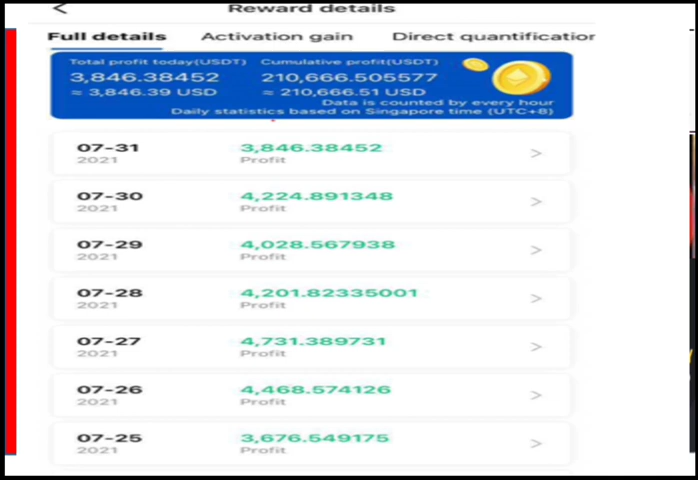 < Reward details
Full details Activation gain Direct quantification
Total profit today(USDT) Cumulative profit(USDT)
3,846.38452 210,666.505577
≈ 3,846.39 USD ≈ 210,666.51 USD
Data is counted by every hour
Daily statistics based on Singapore time (UTC+8)
07-31 3,846.38452 >
2021 Profit
07-30 4,224.891348 >
2021 Profit
07-29 4,028.567938 >
2021 Profit
07-28 4,201.82335001 >
2021 Profit
07-27 4,731.389731 >
2021 Profit
07-26 4,468.574126 >
2021 Profit
07-25 3,676.549175 >
2021 Profit